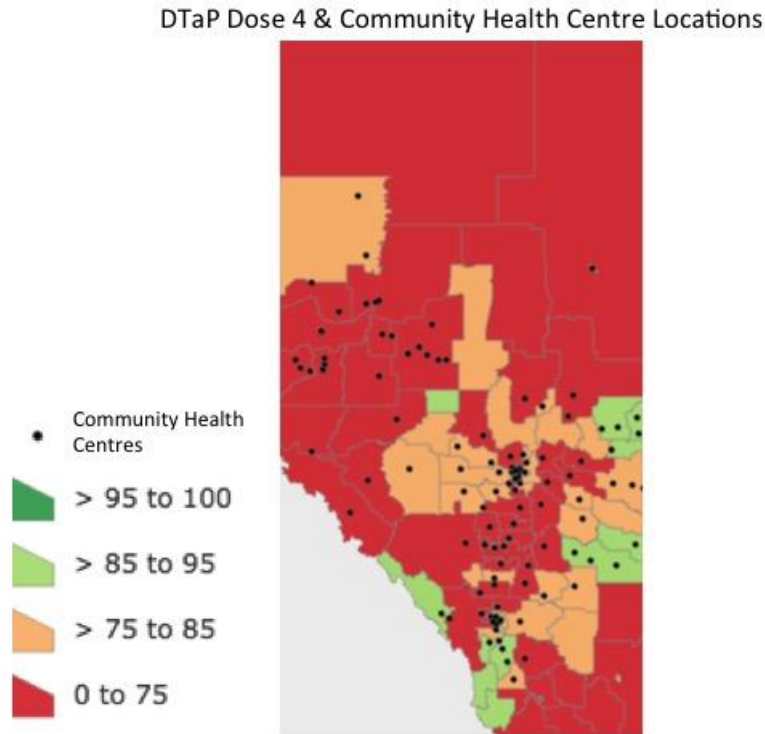 DTaP Dose 4 & Community Health Centre Locations
Community Health
Centres
> 95 to 100
> 85 to 95
> 75 to 85
0 to 75